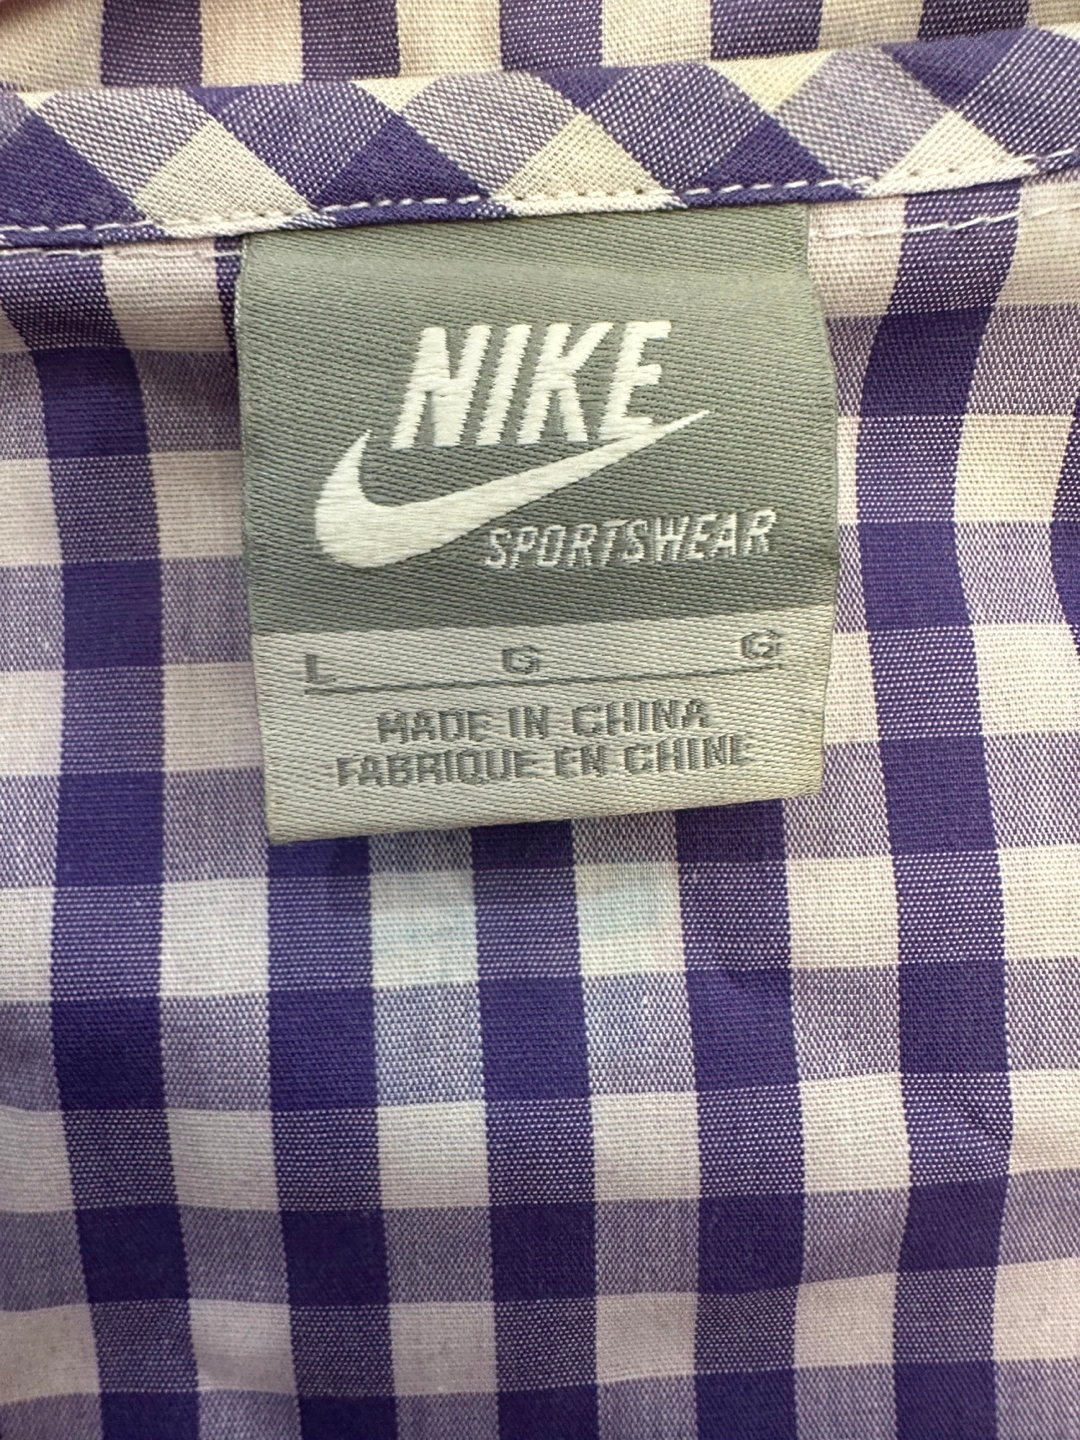 NIKE
SPORTSWEAR
L G G
MADE IN CHINA
FABRIQUE EN CHINE